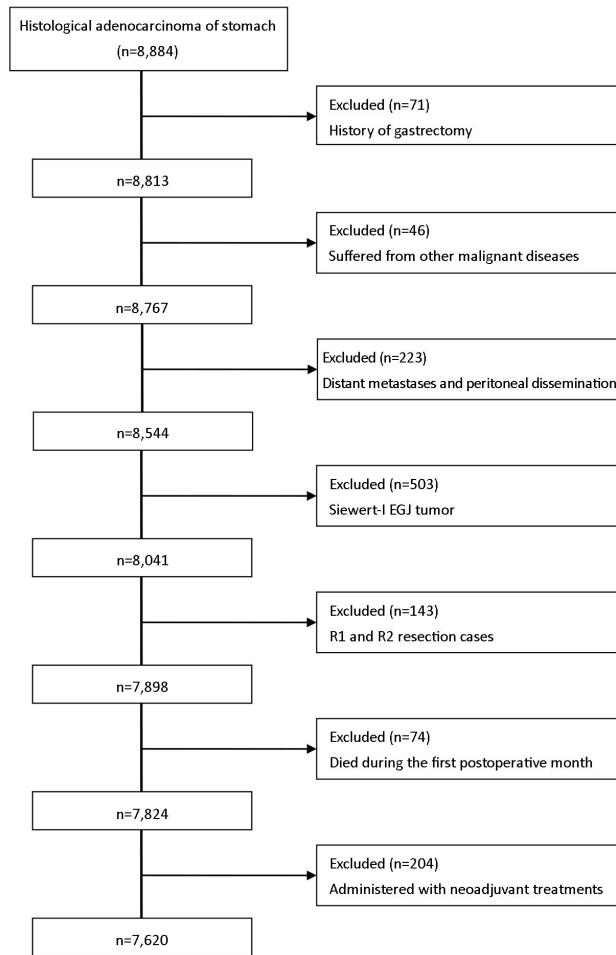 Histological adenocarcinoma of stomach
(n=8,884)
Excluded (n=71)
History of gastrectomy
n=8,813
Excluded (n=46)
Suffered from other malignant diseases
n=8,767
Excluded (n=223)
Distant metastases and peritoneal dissemination
n=8,544
Excluded (n=503)
Siewert-I EGJ tumor
n=8,041
Excluded (n=143)
R1 and R2 resection cases
n=7,898
Excluded (n=74)
Died during the first postoperative month
n=7,824
Excluded (n=204)
Administered with neoadjuvant treatments
n=7,620